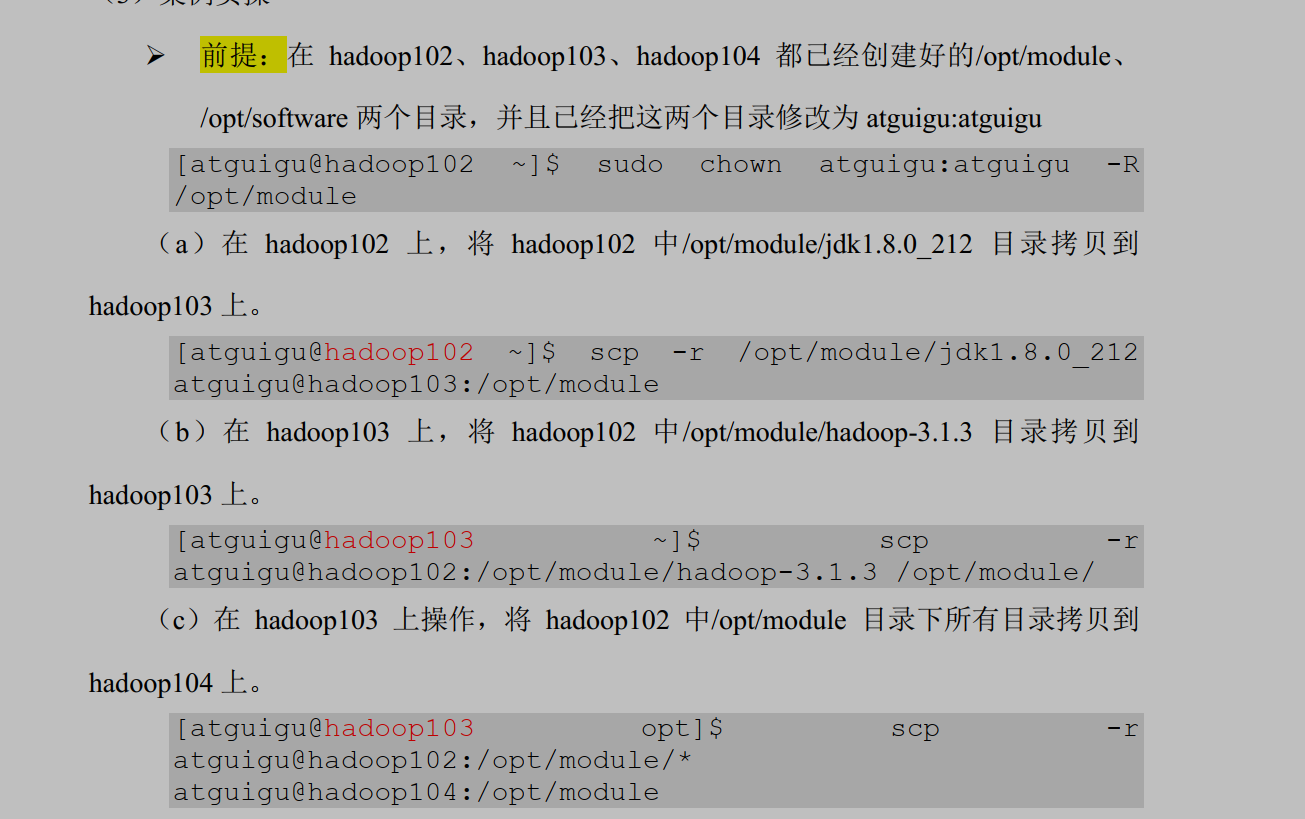 （3）案例实操
➤ 前提：在 hadoop102、hadoop103、hadoop104 都已经创建好的/opt/module、
/opt/software 两个目录，并且已经把这两个目录修改为 atguigu:atguigu
[atguigu@hadoop102 ~]$ sudo chown atguigu:atguigu -R
/opt/module
（a）在 hadoop102 上，将 hadoop102 中/opt/module/jdk1.8.0_212 目录拷贝到
hadoop103 上。
[atguigu@hadoop102 ~]$ scp -r /opt/module/jdk1.8.0_212
atguigu@hadoop103:/opt/module
（b）在 hadoop103 上，将 hadoop102 中/opt/module/hadoop-3.1.3 目录拷贝到
hadoop103 上。
[atguigu@hadoop103 ~]$ scp -r
atguigu@hadoop102:/opt/module/hadoop-3.1.3 /opt/module/
（c）在 hadoop103 上操作，将 hadoop102 中/opt/module 目录下所有目录拷贝到
hadoop104 上。
[atguigu@hadoop103 opt]$ scp -r
atguigu@hadoop102:/opt/module/*
atguigu@hadoop104:/opt/module